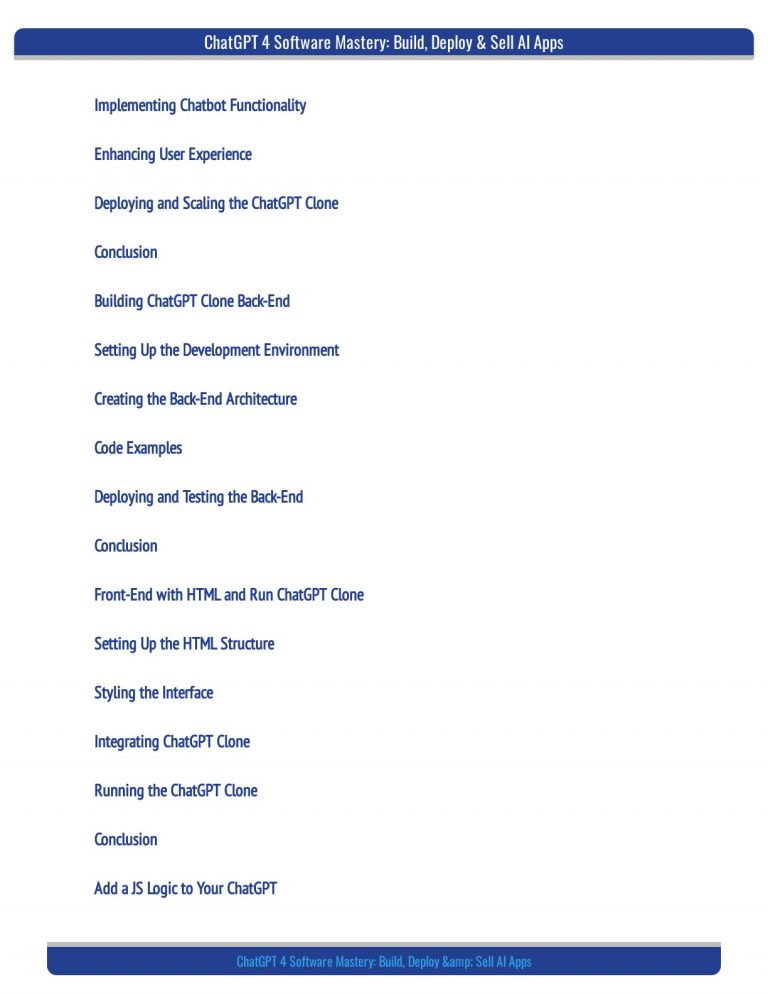 ChatGPT 4 Software Mastery: Build, Deploy & Sell AI Apps
Implementing Chatbot Functionality
Enhancing User Experience
Deploying and Scaling the ChatGPT Clone
Conclusion
Building ChatGPT Clone Back-End
Setting Up the Development Environment
Creating the Back-End Architecture
Code Examples
Deploying and Testing the Back-End
Conclusion
Front-End with HTML and Run ChatGPT Clone
Setting Up the HTML Structure
Styling the Interface
Integrating ChatGPT Clone
Running the ChatGPT Clone
Conclusion
Add a JS Logic to Your ChatGPT
ChatGPT 4 Software Mastery: Build, Deploy &amp; Sell AI Apps